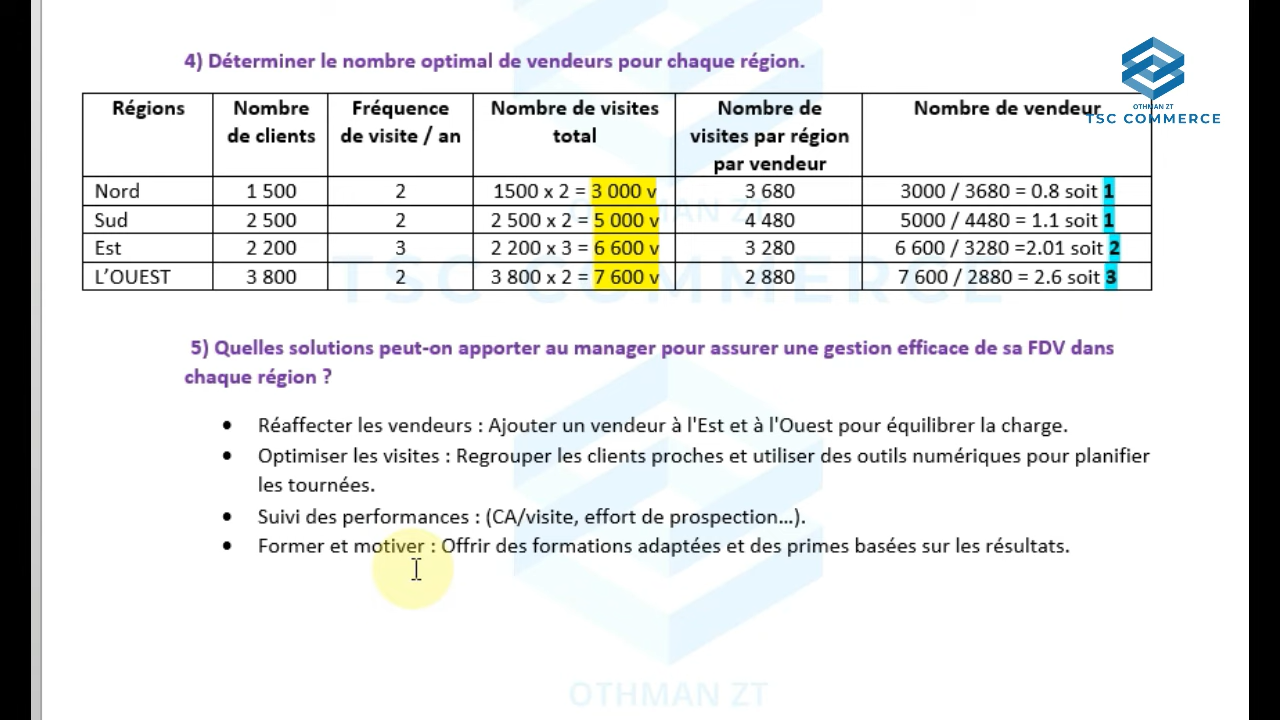 4) Déterminer le nombre optimal de vendeurs pour chaque région.
OTHMAN ZT
TSC COMMERCE
Régions | Nombre de clients | Fréquence de visite / an | Nombre de visites total | Nombre de visites par région par vendeur | Nombre de vendeur
Nord | 1 500 | 2 | 1500 x 2 = 3 000 v | 3 680 | 3000 / 3680 = 0.8 soit 1
Sud | 2 500 | 2 | 2 500 x 2 = 5 000 v | 4 480 | 5000 / 4480 = 1.1 soit 1
Est | 2 200 | 3 | 2 200 x 3 = 6 600 v | 3 280 | 6 600 / 3280 =2.01 soit 2
L'OUEST | 3 800 | 2 | 3 800 x 2 = 7 600 v | 2 880 | 7 600 / 2880 = 2.6 soit 3
TSC COMMERCE
5) Quelles solutions peut-on apporter au manager pour assurer une gestion efficace de sa FDV dans
chaque région ?
• Réaffecter les vendeurs : Ajouter un vendeur à l'Est et à l'Ouest pour équilibrer la charge.
• Optimiser les visites : Regrouper les clients proches et utiliser des outils numériques pour planifier
les tournées.
• Suivi des performances : (CA/visite, effort de prospection…).
• Former et motiver : Offrir des formations adaptées et des primes basées sur les résultats.
OTHMAN ZT